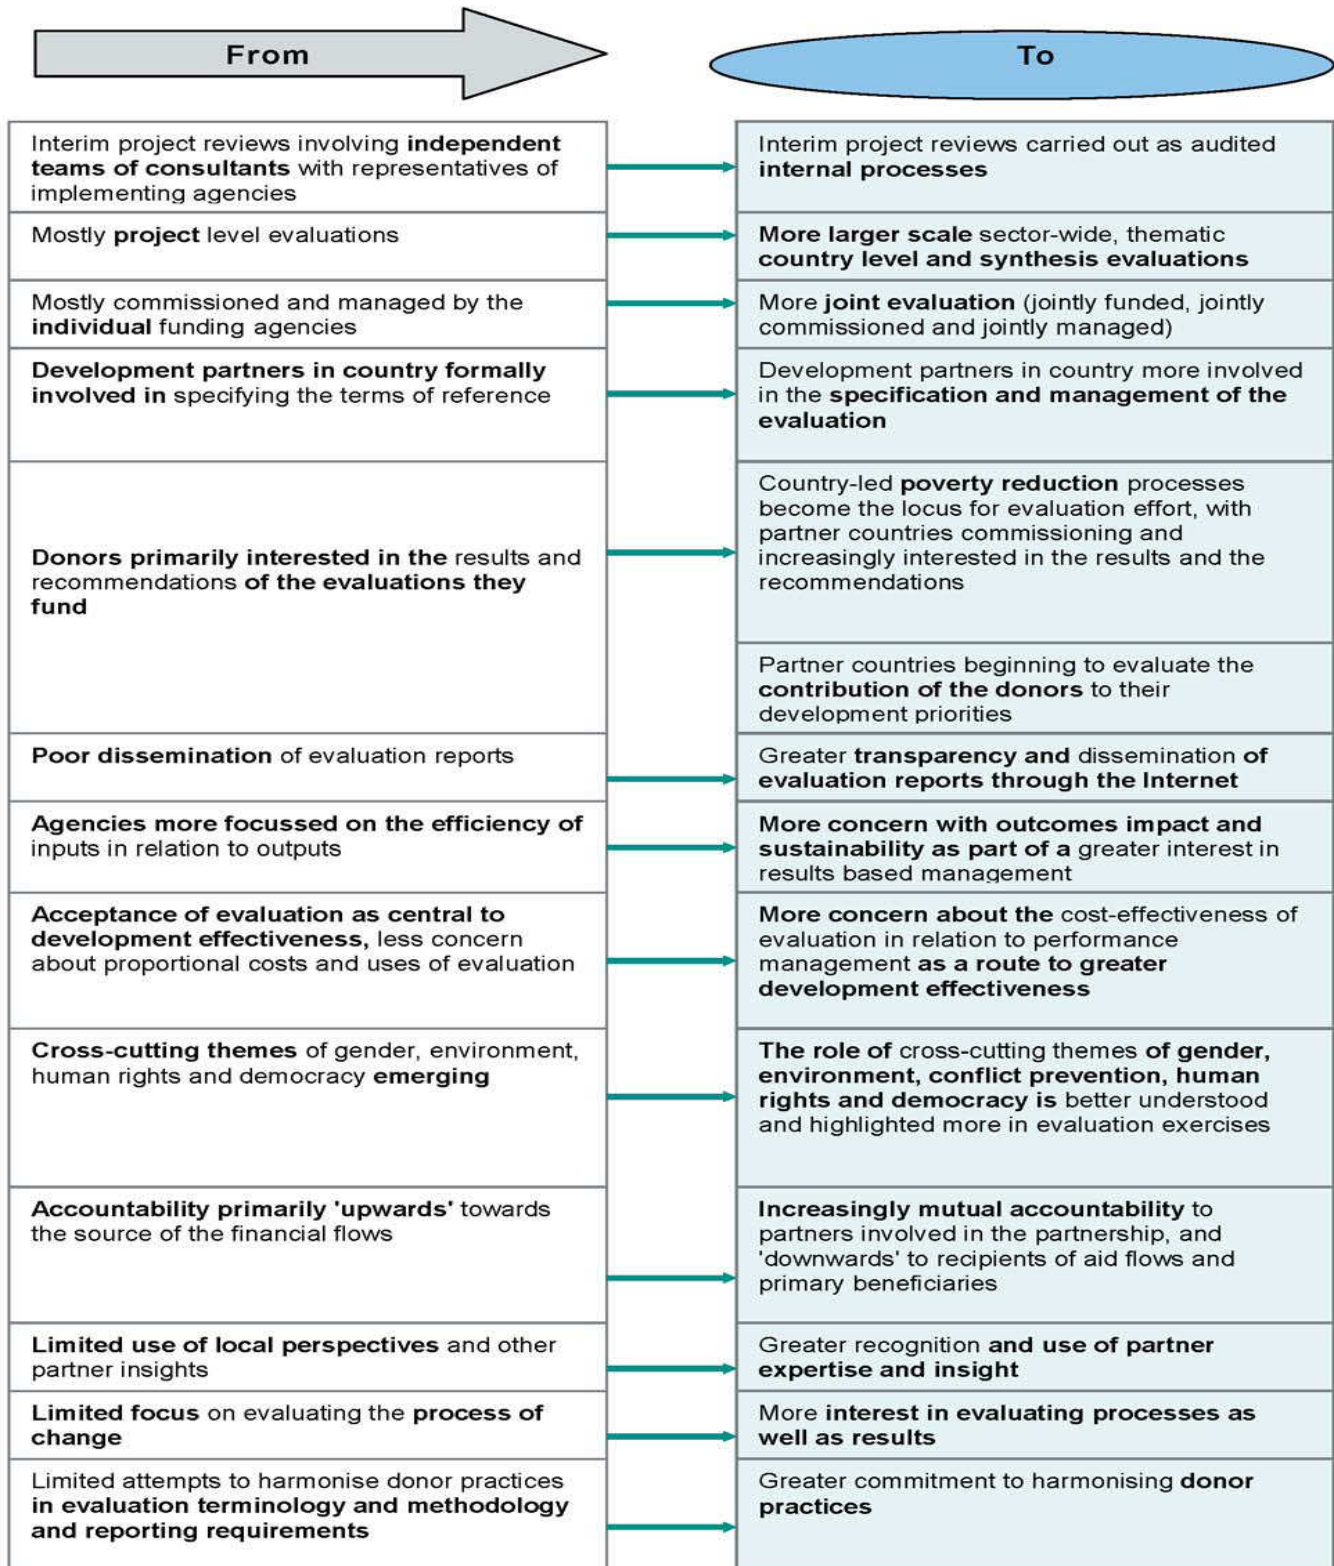 From
To
Interim project reviews involving independent
teams of consultants with representatives of
implementing agencies
Interim project reviews carried out as audited
internal processes
Mostly project level evaluations
More larger scale sector-wide, thematic
country level and synthesis evaluations
Mostly commissioned and managed by the
individual funding agencies
More joint evaluation (jointly funded, jointly
commissioned and jointly managed)
Development partners in country formally
involved in specifying the terms of reference
Development partners in country more involved
in the specification and management of the
evaluation
Donors primarily interested in the results and
recommendations of the evaluations they
fund
Country-led poverty reduction processes
become the locus for evaluation effort, with
partner countries commissioning and
increasingly interested in the results and the
recommendations
Partner countries beginning to evaluate the
contribution of the donors to their
development priorities
Poor dissemination of evaluation reports
Greater transparency and dissemination of
evaluation reports through the Internet
Agencies more focussed on the efficiency of
inputs in relation to outputs
More concern with outcomes impact and
sustainability as part of a greater interest in
results based management
Acceptance of evaluation as central to
development effectiveness, less concern
about proportional costs and uses of evaluation
More concern about the cost-effectiveness of
evaluation in relation to performance
management as a route to greater
development effectiveness
Cross-cutting themes of gender, environment,
human rights and democracy emerging
The role of cross-cutting themes of gender,
environment, conflict prevention, human
rights and democracy is better understood
and highlighted more in evaluation exercises
Accountability primarily 'upwards' towards
the source of the financial flows
Increasingly mutual accountability to
partners involved in the partnership, and
'downwards' to recipients of aid flows and
primary beneficiaries
Limited use of local perspectives and other
partner insights
Greater recognition and use of partner
expertise and insight
Limited focus on evaluating the process of
change
More interest in evaluating processes as
well as results
Limited attempts to harmonise donor practices
in evaluation terminology and methodology
and reporting requirements
Greater commitment to harmonising donor
practices